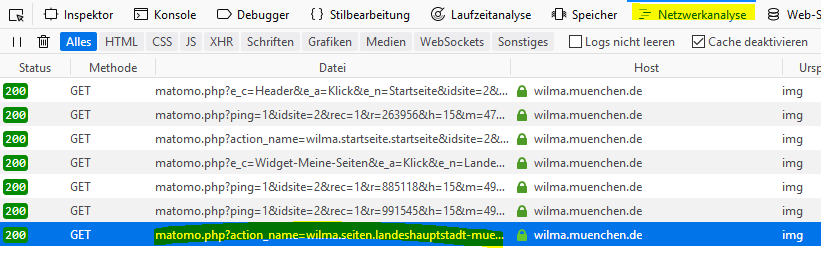 Inspektor Konsole Debugger Stilbearbeitung Laufzeitanalyse Speicher Netzwerkanalyse Web-S
Alles HTML CSS JS XHR Schriften Grafiken Medien WebSockets Sonstiges Logs nicht leeren Cache deaktivieren
Status Methode Datei Host Urspr
200 GET matomo.php?e_c=Header&e_a=Klick&e_n=Startseite&idsite=2&... wilma.muenchen.de img
200 GET matomo.php?ping=1&idsite=2&rec=1&r=263956&h=15&m=47... wilma.muenchen.de img
200 GET matomo.php?action_name=wilma.startseite.startseite&idsite=2&... wilma.muenchen.de img
200 GET matomo.php?e_c=Widget-Meine-Seiten&e_a=Klick&e_n=Lande... wilma.muenchen.de img
200 GET matomo.php?ping=1&idsite=2&rec=1&r=885118&h=15&m=49... wilma.muenchen.de img
200 GET matomo.php?ping=1&idsite=2&rec=1&r=991545&h=15&m=49... wilma.muenchen.de img
200 GET matomo.php?action_name=wilma.seiten.landeshauptstadt-mue... wilma.muenchen.de img